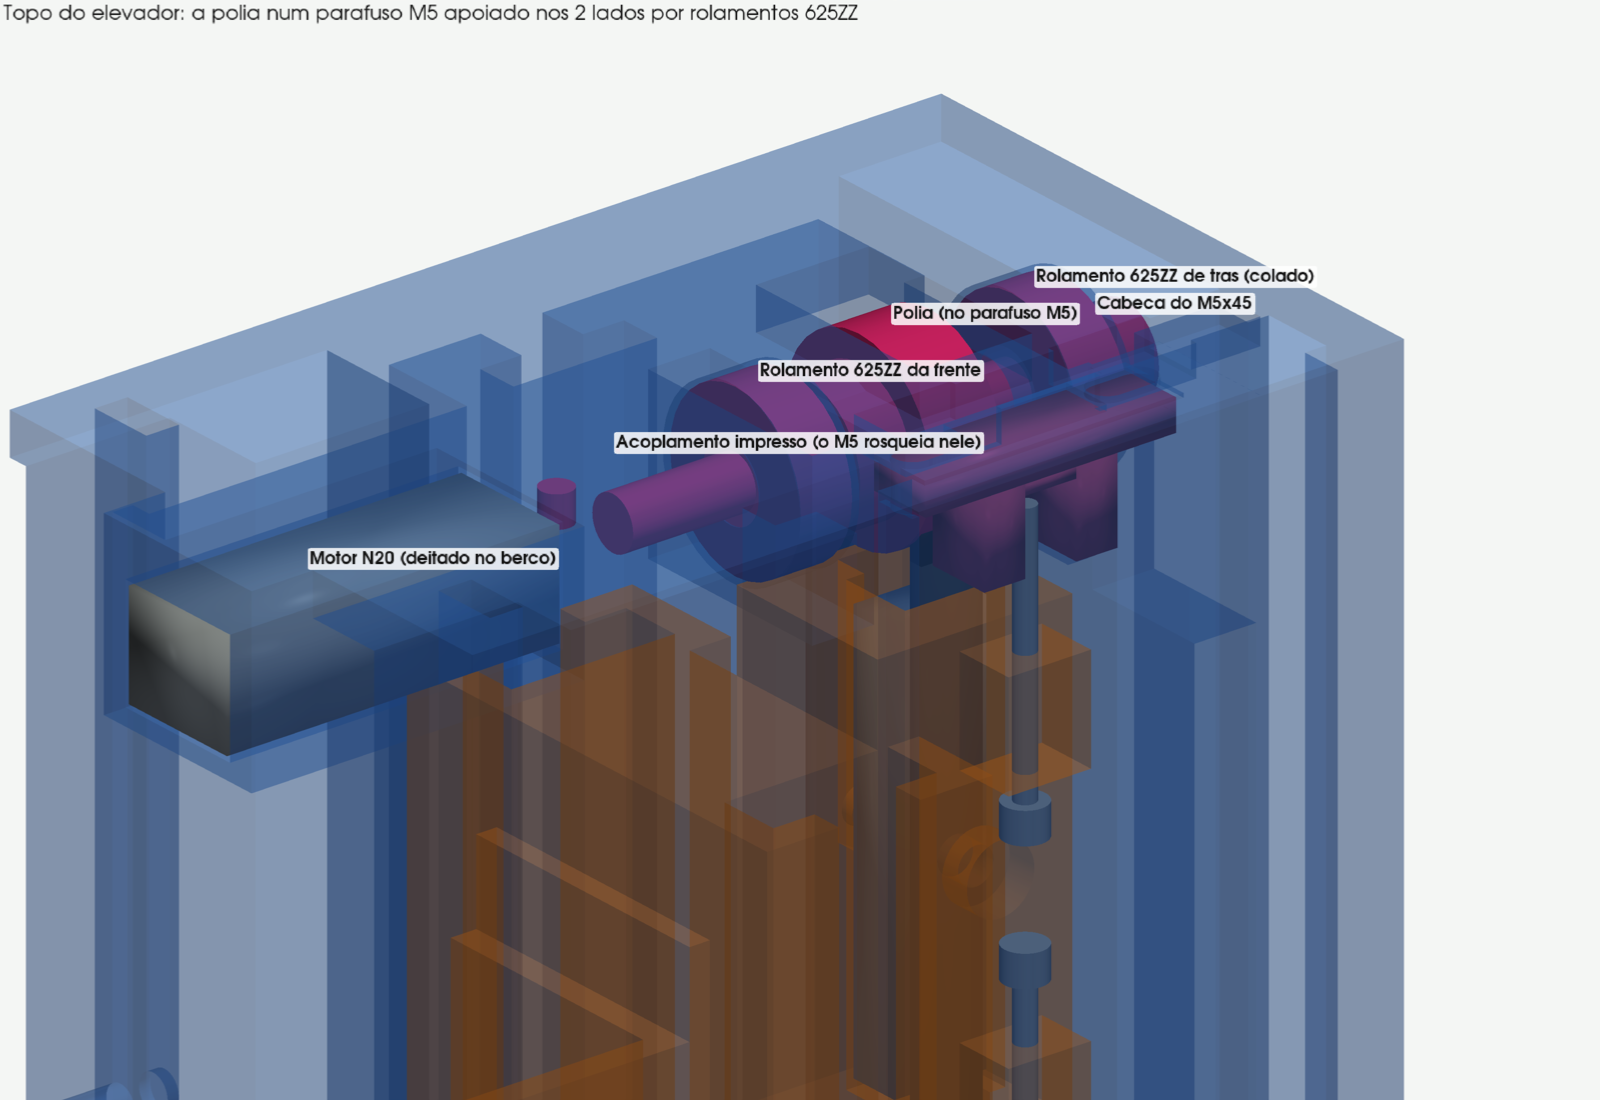 Topo do elevador: a polia num parafuso M5 apoiado nos 2 lados por rolamentos 625ZZ
Rolamento 625ZZ de tras (colado)
Cabeca do M5x45
Polia (no parafuso M5)
Rolamento 625ZZ da frente
Acoplamento impresso (o M5 rosqueia nele)
Motor N20 (deitado no berco)